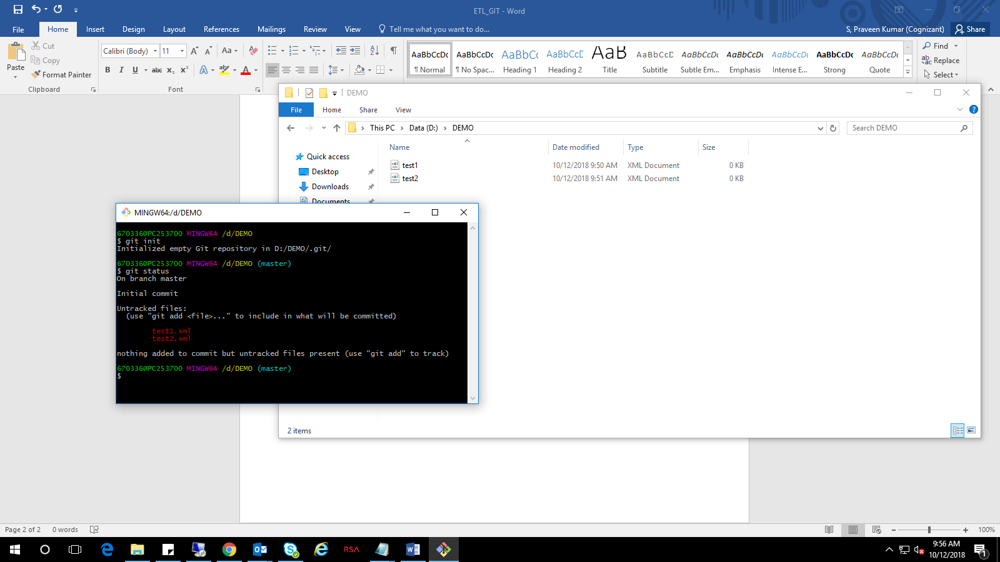 ETL_GIT - Word
File Home Insert Design Layout References Mailings Review View Tell me what you want to do... S, Praveen Kumar (Cognizant) Share
Paste
Cut
Copy
Format Painter
Clipboard
Calibri (Body) 11 A A Aa
B I U abc x2 x2 A A
Font
AaBbCcDc AaBbCcDc AaBbCc AaBbCcD AaB AaBbCcD AaBbCcDc AaBbCcDc AaBbCcDc AaBbCcDc AaBbCcDc
¶ Normal ¶ No Spac... Heading 1 Heading 2 Title Subtitle Subtle Em... Emphasis Intense E... Strong Quote
Find
Replace
Select
DEMO
File Home Share View
This PC Data (D:) DEMO
Search DEMO
Name Date modified Type Size
Quick access
Desktop
Downloads
Documents
test1 10/12/2018 9:50 AM XML Document 0 KB
test2 10/12/2018 9:51 AM XML Document 0 KB
2 items
MINGW64:/d/DEMO
670336@PC253700 MINGW64 /d/DEMO
$ git init
Initialized empty Git repository in D:/DEMO/.git/
670336@PC253700 MINGW64 /d/DEMO (master)
$ git status
On branch master
Initial commit
Untracked files:
(use "git add <file>..." to include in what will be committed)
test1.xml
test2.xml
nothing added to commit but untracked files present (use "git add" to track)
670336@PC253700 MINGW64 /d/DEMO (master)
$
Page 2 of 2 0 words
100%
RSA
9:56 AM
10/12/2018
1